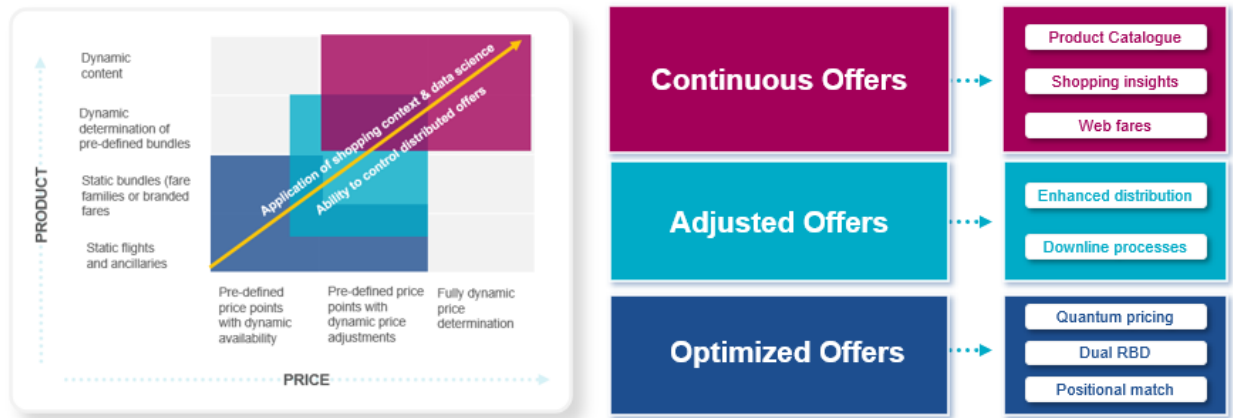 PRODUCT
Dynamic
content
Dynamic
determination of
pre-defined bundles
Static bundles (fare
families or branded
fares
Static flights
and ancillaries
Application of shopping context & data science
Ability to control distributed offers
Pre-defined
price points
with dynamic
availability
Pre-defined price
points with
dynamic price
adjustments
Fully dynamic
price
determination
PRICE
Continuous Offers
Product Catalogue
Shopping insights
Web fares
Adjusted Offers
Enhanced distribution
Downline processes
Optimized Offers
Quantum pricing
Dual RBD
Positional match